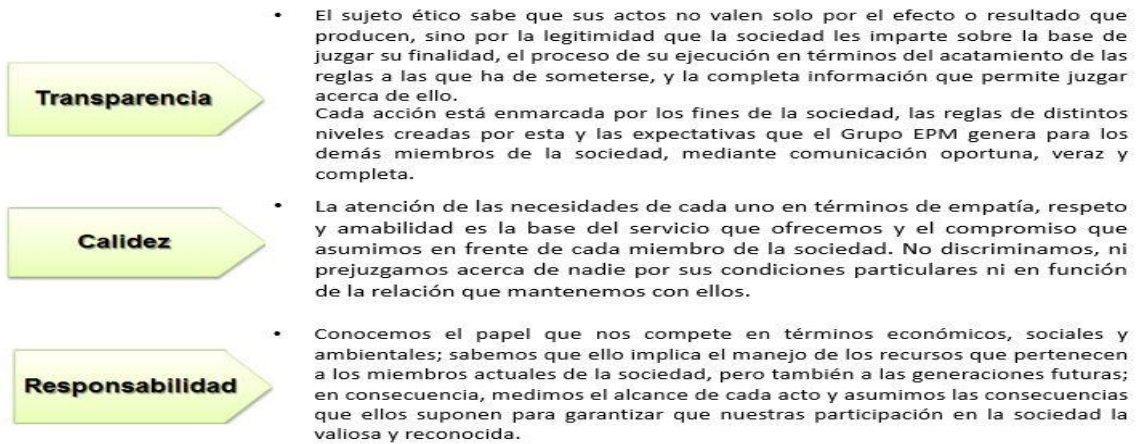 Transparencia
• El sujeto ético sabe que sus actos no valen solo por el efecto o resultado que
producen, sino por la legitimidad que la sociedad les imparte sobre la base de
juzgar su finalidad, el proceso de su ejecución en términos del acatamiento de las
reglas a las que ha de someterse, y la completa información que permite juzgar
acerca de ello.
Cada acción está enmarcada por los fines de la sociedad, las reglas de distintos
niveles creadas por esta y las expectativas que el Grupo EPM genera para los
demás miembros de la sociedad, mediante comunicación oportuna, veraz y
completa.
Calidez
• La atención de las necesidades de cada uno en términos de empatía, respeto
y amabilidad es la base del servicio que ofrecemos y el compromiso que
asumimos en frente de cada miembro de la sociedad. No discriminamos, ni
prejuzgamos acerca de nadie por sus condiciones particulares ni en función
de la relación que mantenemos con ellos.
Responsabilidad
• Conocemos el papel que nos compete en términos económicos, sociales y
ambientales; sabemos que ello implica el manejo de los recursos que pertenecen
a los miembros actuales de la sociedad, pero también a las generaciones futuras;
en consecuencia, medimos el alcance de cada acto y asumimos las consecuencias
que ellos suponen para garantizar que nuestras participación en la sociedad la
valiosa y reconocida.